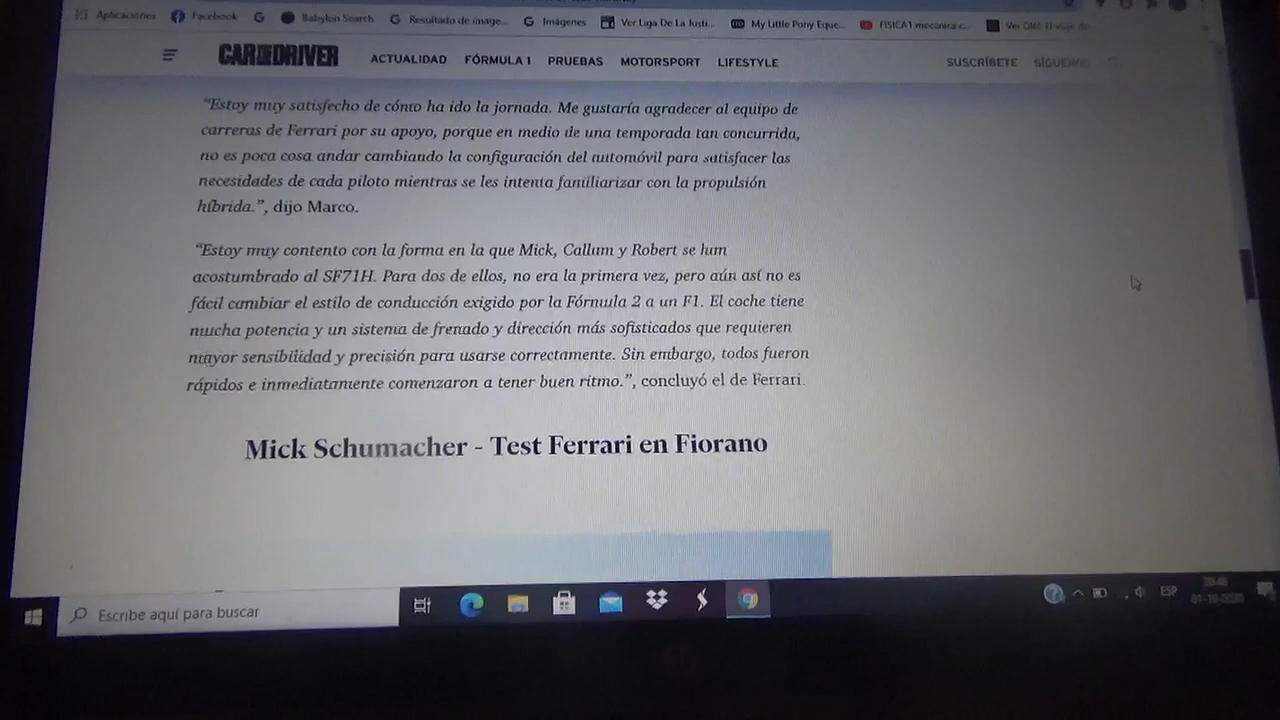 Aplicaciones Facebook Babylon Search Resultado de image... Imágenes Ver Liga De La Justi... My Little Pony Eque... FISICA1 mecanica c...
CAR AND DRIVER ACTUALIDAD FÓRMULA 1 PRUEBAS MOTORSPORT LIFESTYLE SUSCRÍBETE
“Estoy muy satisfecho de cómo ha ido la jornada. Me gustaría agradecer al equipo de
carreras de Ferrari por su apoyo, porque en medio de una temporada tan concurrida,
no es poca cosa andar cambiando la configuración del automóvil para satisfacer las
necesidades de cada piloto mientras se les intenta familiarizar con la propulsión
híbrida.”, dijo Marco.
“Estoy muy contento con la forma en la que Mick, Callum y Robert se han
acostumbrado al SF71H. Para dos de ellos, no era la primera vez, pero aún así no es
fácil cambiar el estilo de conducción exigido por la Fórmula 2 a un F1. El coche tiene
mucha potencia y un sistema de frenado y dirección más sofisticados que requieren
mayor sensibilidad y precisión para usarse correctamente. Sin embargo, todos fueron
rápidos e inmediatamente comenzaron a tener buen ritmo.”, concluyó el de Ferrari.
Mick Schumacher - Test Ferrari en Fiorano
Escribe aquí para buscar ESP